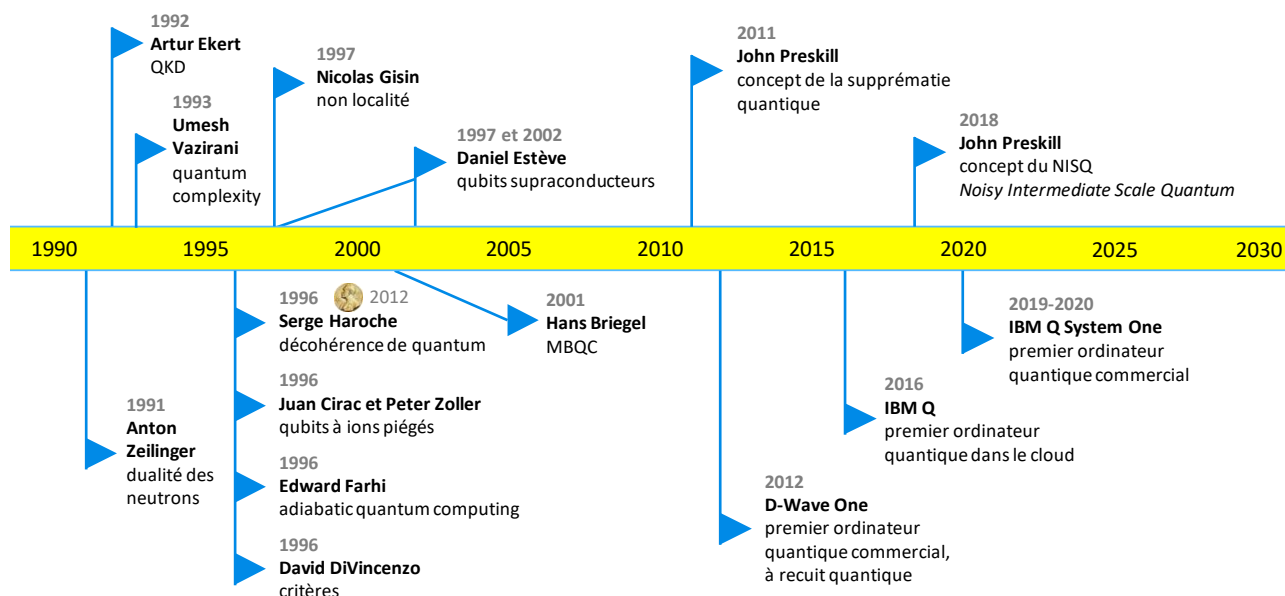 1992
Artur Ekert
QKD
1993
Umesh
Vazirani
quantum
complexity
1997
Nicolas Gisin
non localité
1997 et 2002
Daniel Estève
qubits supraconducteurs
2011
John Preskill
concept de la supprématie
quantique
2018
John Preskill
concept du NISQ
Noisy Intermediate Scale Quantum
1990 1995 2000 2005 2010 2015 2020 2025 2030
1991
Anton
Zeilinger
dualité des
neutrons
1996 2012
Serge Haroche
décohérence de quantum
1996
Juan Cirac et Peter Zoller
qubits à ions piégés
1996
Edward Farhi
adiabatic quantum computing
1996
David DiVincenzo
critères
2001
Hans Briegel
MBQC
2012
D-Wave One
premier ordinateur
quantique commercial,
à recuit quantique
2016
IBM Q
premier ordinateur
quantique dans le cloud
2019-2020
IBM Q System One
premier ordinateur
quantique commercial